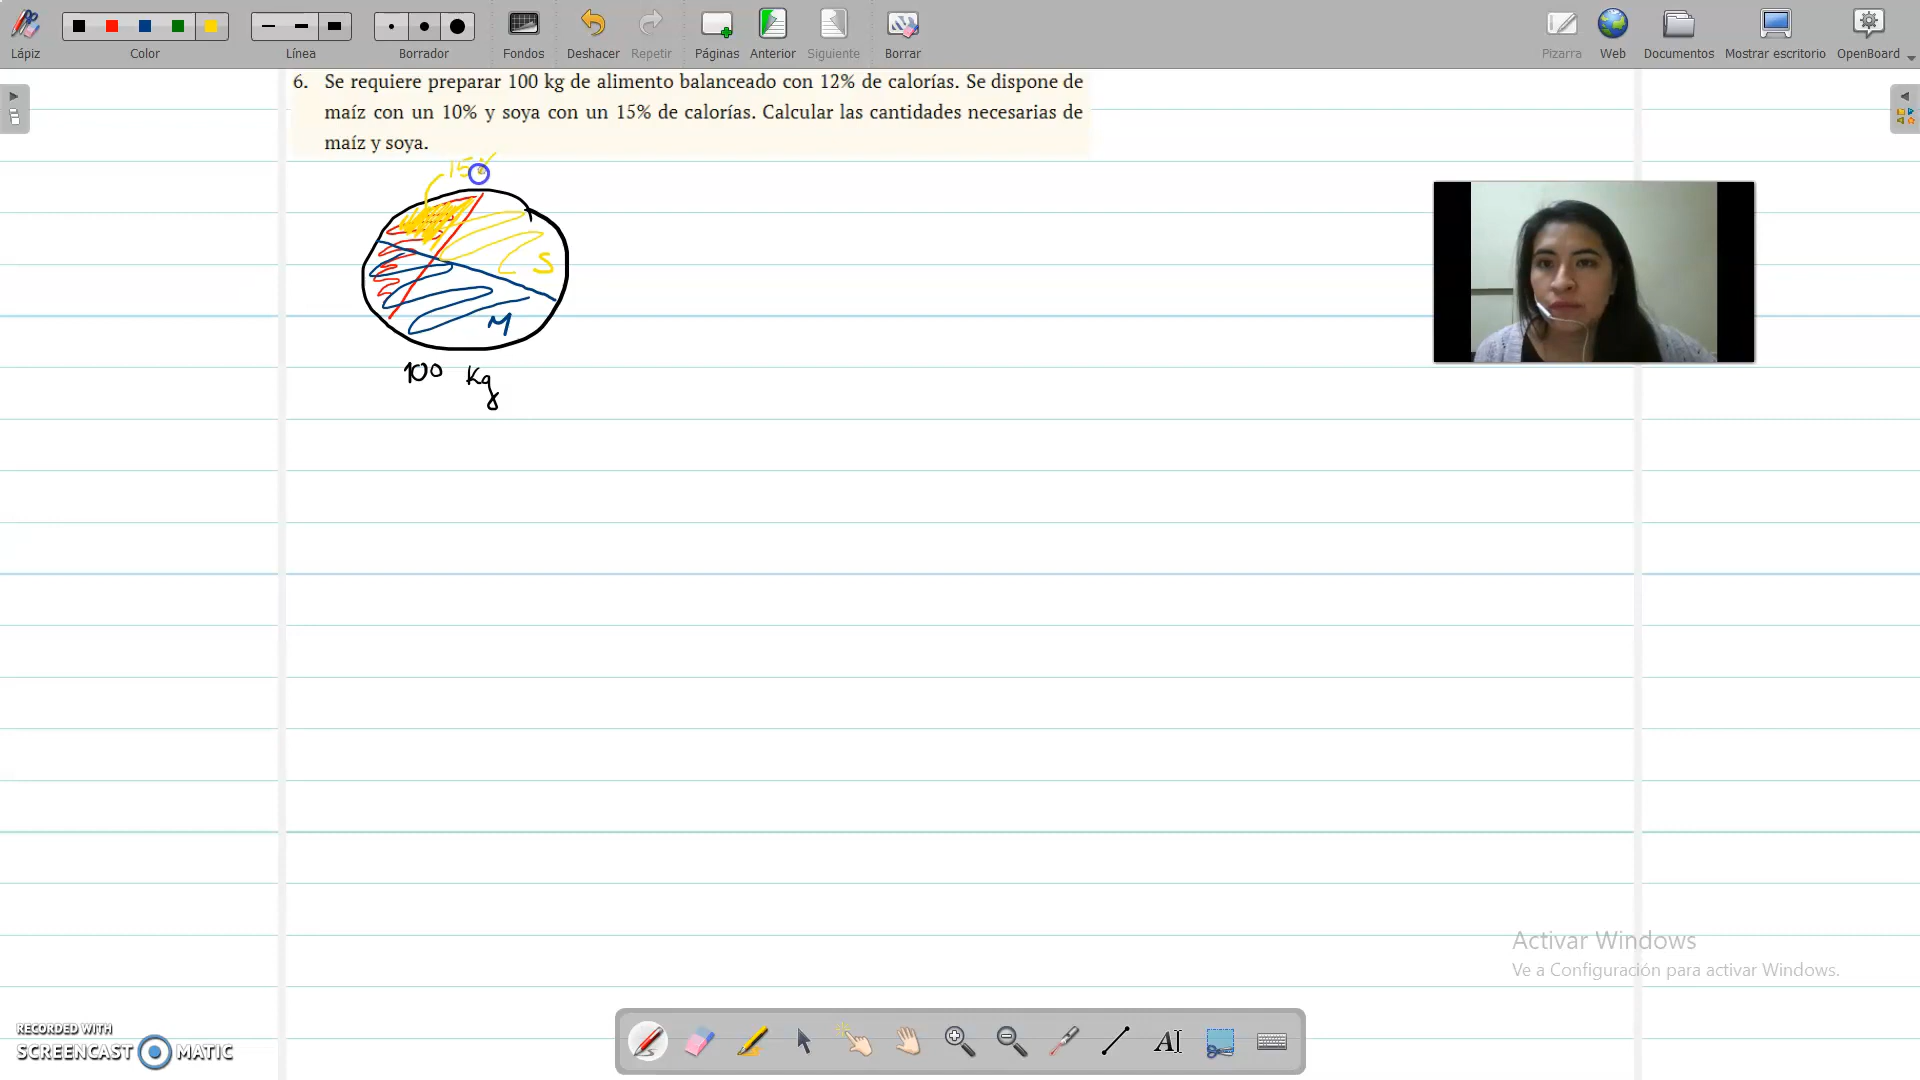 Lápiz
Color
Línea
Borrador
Fondos
Deshacer
Repetir
Páginas
Anterior
Siguiente
Borrar
Pizarra
Web
Documentos
Mostrar escritorio
OpenBoard
6. Se requiere preparar 100 kg de alimento balanceado con 12% de calorías. Se dispone de
maíz con un 10% y soya con un 15% de calorías. Calcular las cantidades necesarias de
maíz y soya.
S
M
100 Kg
Activar Windows
Ve a Configuración para activar Windows.
RECORDED WITH
SCREENCAST MATIC